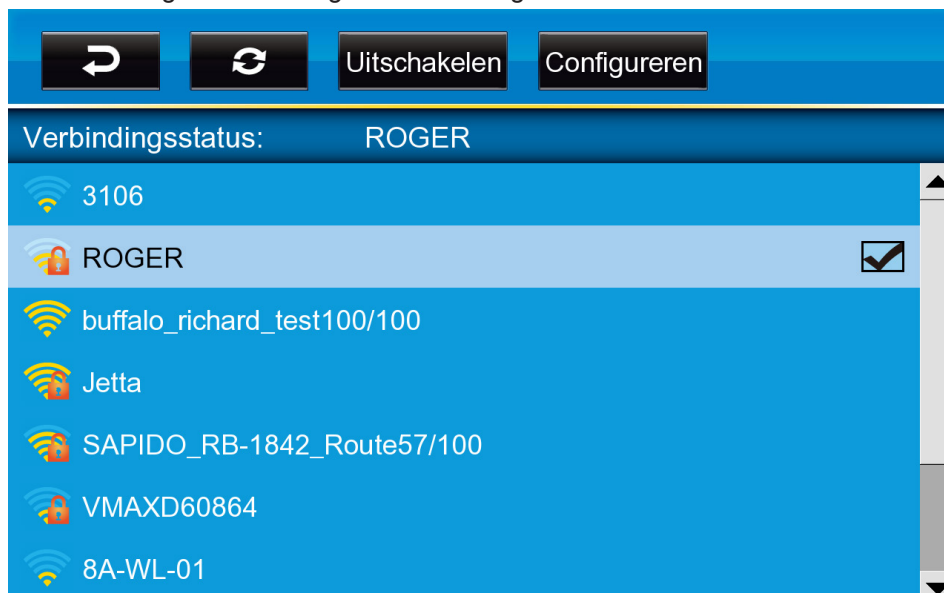 Uitschakelen Configureren
Verbindingsstatus: ROGER
3106
ROGER
buffalo_richard_test100/100
Jetta
SAPIDO_RB-1842_Route57/100
VMAXD60864
8A-WL-01